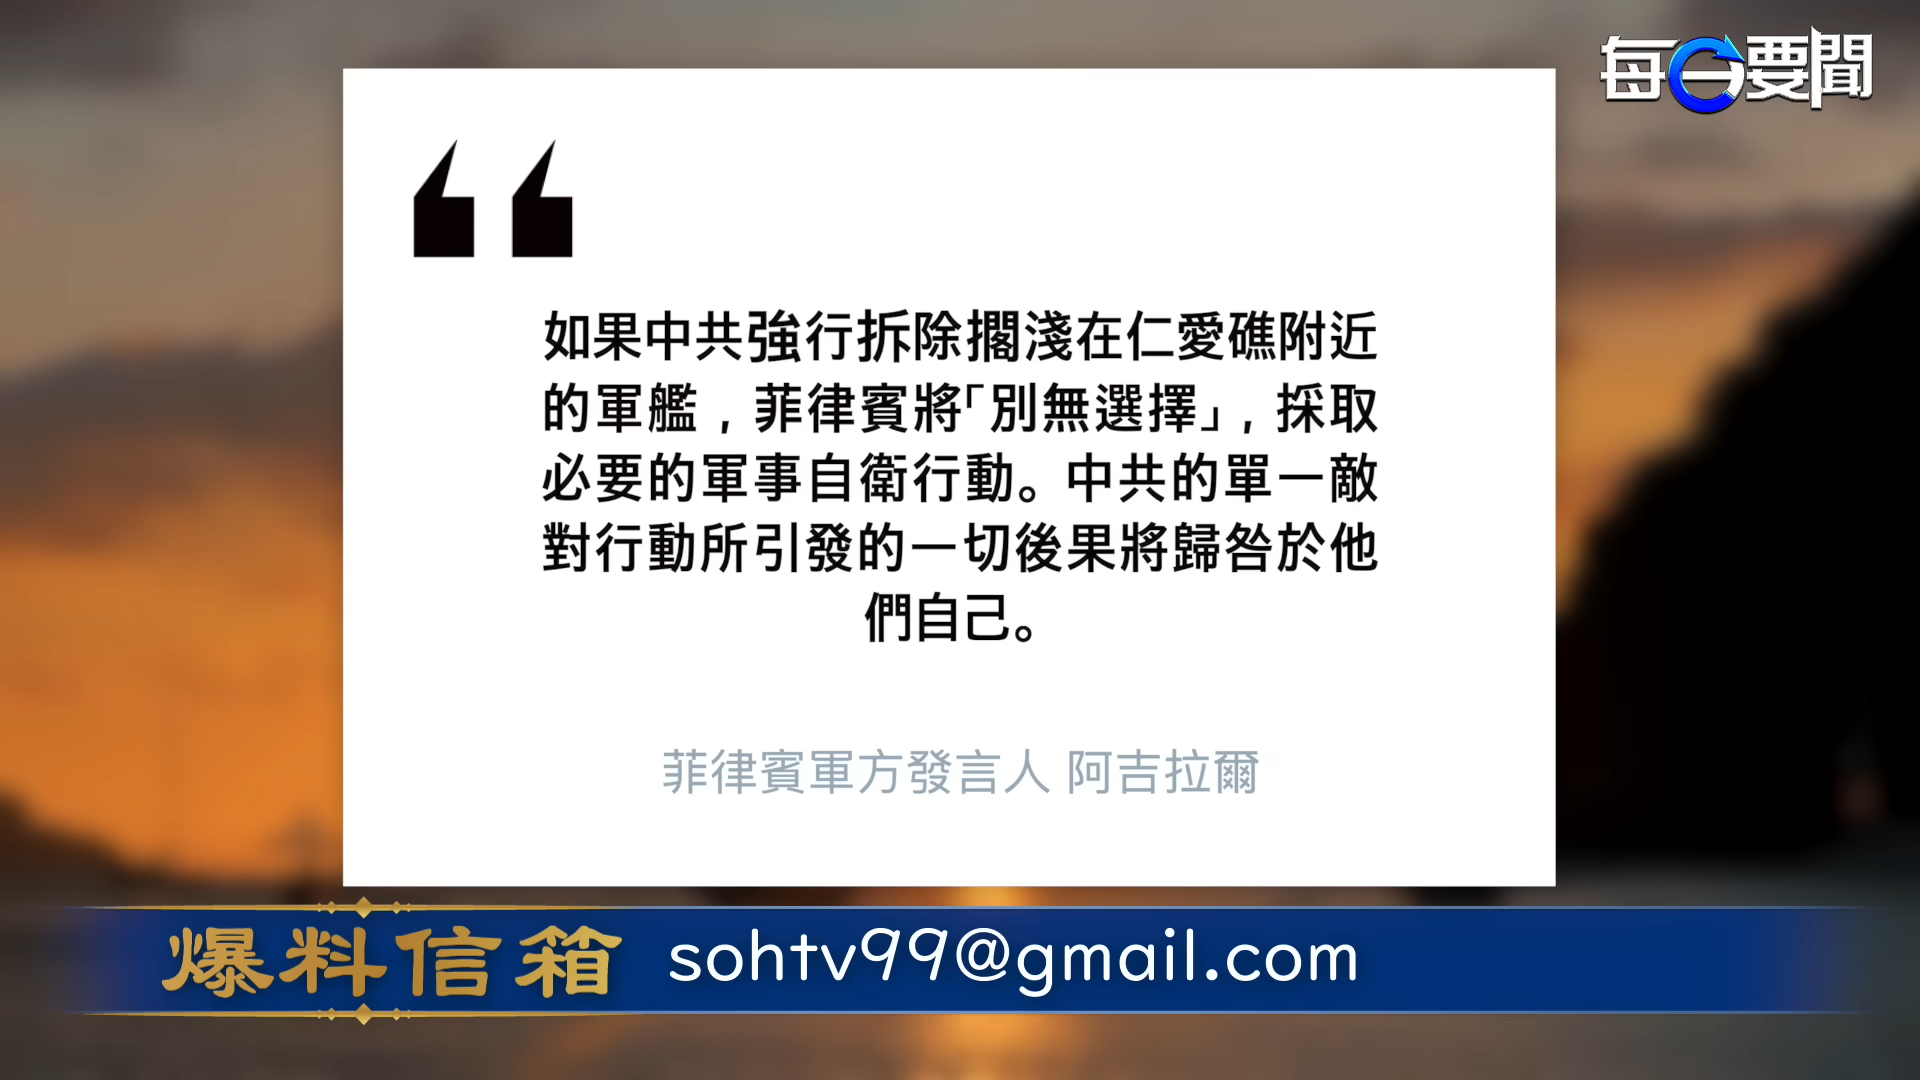 每日要聞
如果中共強行拆除擱淺在仁愛礁附近
的軍艦，菲律賓將「別無選擇」，採取
必要的軍事自衛行動。中共的單一敵
對行動所引發的一切後果將歸咎於他
們自己。
菲律賓軍方發言人 阿吉拉爾
爆料信箱 sohtv99@gmail.com